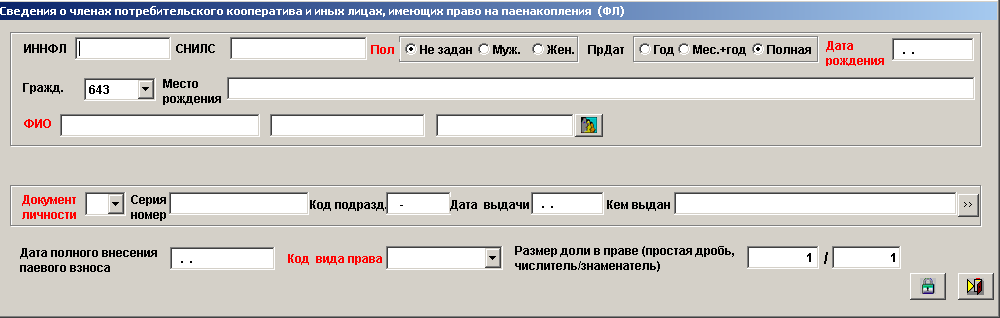 Сведения о членах потребительского кооператива и иных лицах, имеющих право на паенакопления (ФЛ)
ИННФЛ СНИЛС Пол Не задан Муж. Жен. ПрДат Год Мес.+год Полная Дата рождения . .
Гражд. 643 Место рождения
ФИО
Документ личности Серия номер Код подразд. - Дата выдачи . . Кем выдан >>
Дата полного внесения паевого взноса . . Код вида права Размер доли в праве (простая дробь, числитель/знаменатель) 1 / 1